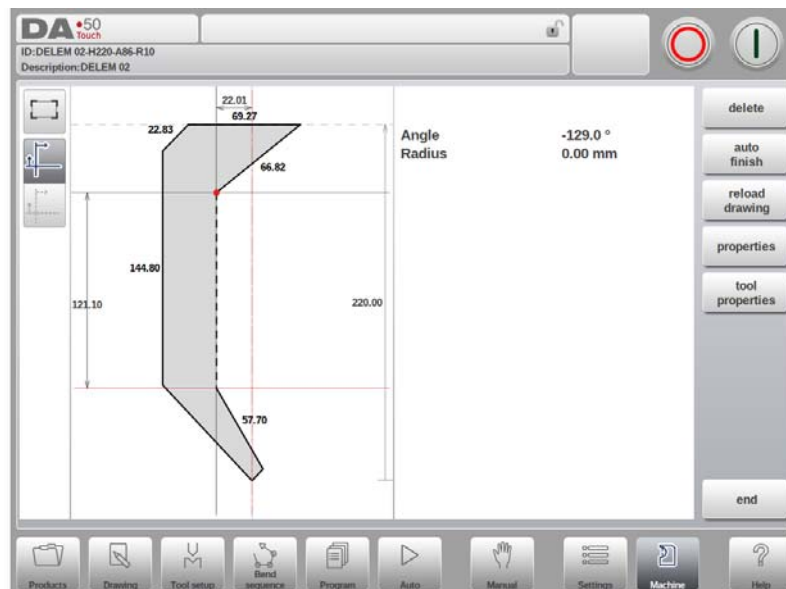 DA•50
Touch
ID:DELEM 02-H220-A86-R10
Description:DELEM 02
22.01
69.27
22.83
66.82
144.80
121.10
220.00
57.70
Angle -129.0 °
Radius 0.00 mm
delete
auto
finish
reload
drawing
properties
tool
properties
end
Products
Drawing
Tool setup
Bend
sequence
Program
Auto
Manual
Settings
Machine
Help